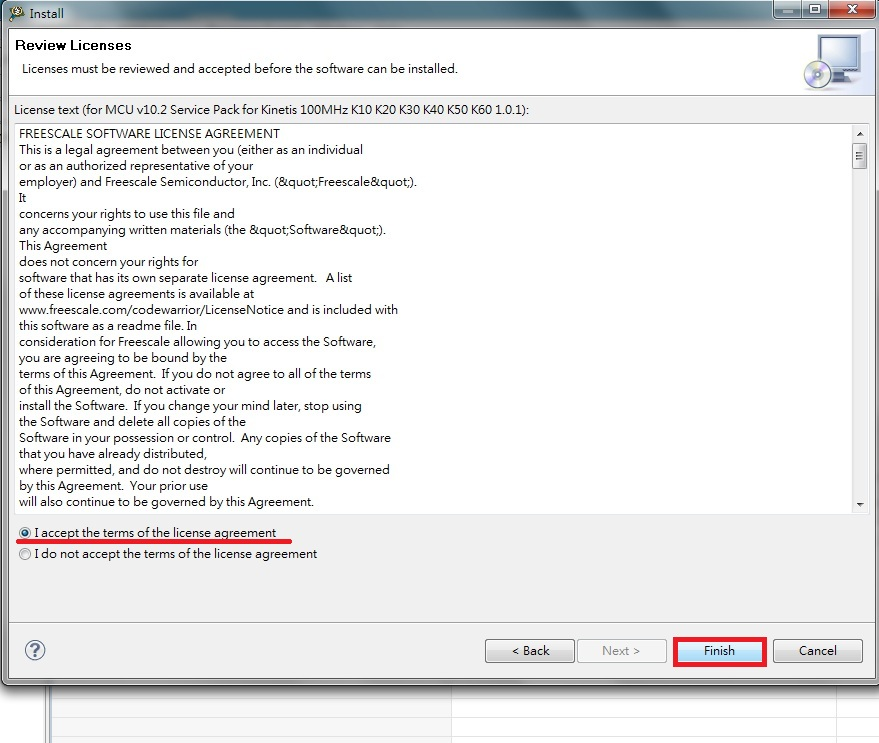 Install
Review Licenses
Licenses must be reviewed and accepted before the software can be installed.
License text (for MCU v10.2 Service Pack for Kinetis 100MHz K10 K20 K30 K40 K50 K60 1.0.1):
FREESCALE SOFTWARE LICENSE AGREEMENT
This is a legal agreement between you (either as an individual
or as an authorized representative of your
employer) and Freescale Semiconductor, Inc. (&quot;Freescale&quot;).
It
concerns your rights to use this file and
any accompanying written materials (the &quot;Software&quot;).
This Agreement
does not concern your rights for
software that has its own separate license agreement.   A list
of these license agreements is available at
www.freescale.com/codewarrior/LicenseNotice and is included with
this software as a readme file. In
consideration for Freescale allowing you to access the Software,
you are agreeing to be bound by the
terms of this Agreement.  If you do not agree to all of the terms
of this Agreement, do not activate or
install the Software.  If you change your mind later, stop using
the Software and delete all copies of the
Software in your possession or control.  Any copies of the Software
that you have already distributed,
where permitted, and do not destroy will continue to be governed
by this Agreement.  Your prior use
will also continue to be governed by this Agreement.
I accept the terms of the license agreement
I do not accept the terms of the license agreement
?
< Back
Next >
Finish
Cancel